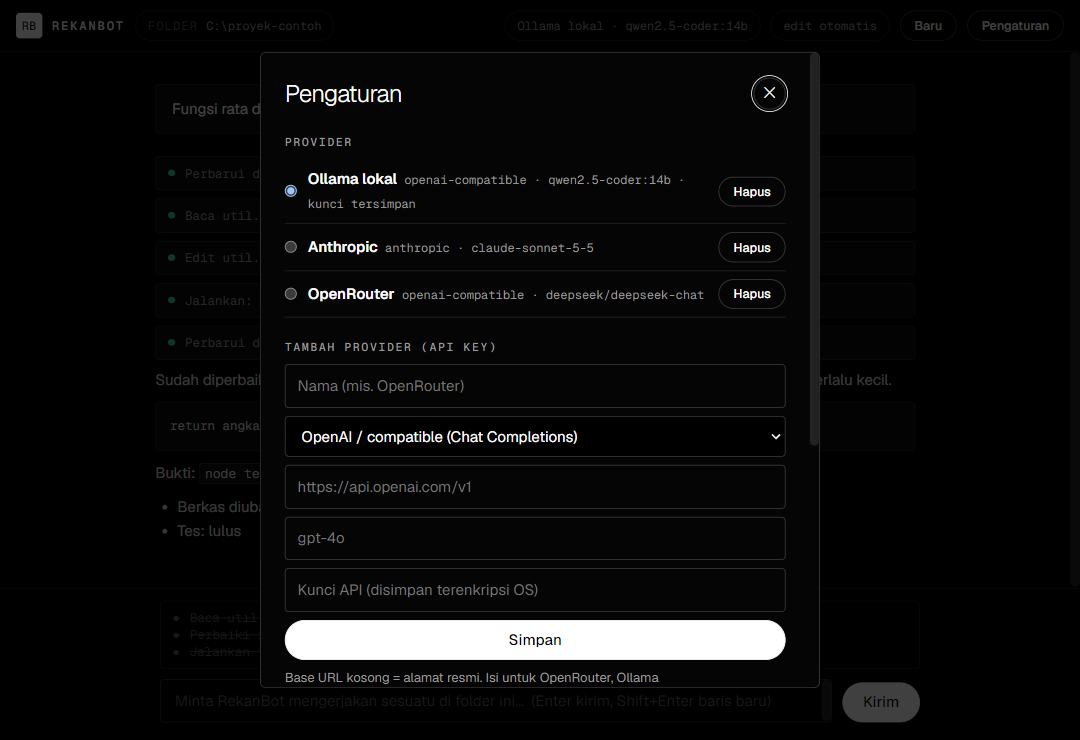 RB REKANBOT FOLDER C:\proyek-contoh Ollama lokal · qwen2.5-coder:14b edit otomatis Baru Pengaturan
Fungsi rata d
Perbarui d
Baca util.
Edit util.
Jalankan:
Perbarui d
Sudah diperbai erlalu kecil.
return angka
Bukti: node te
Berkas diuba
Tes: lulus
Baca util
Perbaiki
Jalankan
Minta RekanBot mengerjakan sesuatu di folder ini… (Enter kirim, Shift+Enter baris baru) Kirim
Pengaturan
PROVIDER
Ollama lokal openai-compatible · qwen2.5-coder:14b ·
kunci tersimpan
Hapus
Anthropic anthropic · claude-sonnet-5-5 Hapus
OpenRouter openai-compatible · deepseek/deepseek-chat Hapus
TAMBAH PROVIDER (API KEY)
Nama (mis. OpenRouter)
OpenAI / compatible (Chat Completions)
https://api.openai.com/v1
gpt-4o
Kunci API (disimpan terenkripsi OS)
Simpan
Base URL kosong = alamat resmi. Isi untuk OpenRouter, Ollama